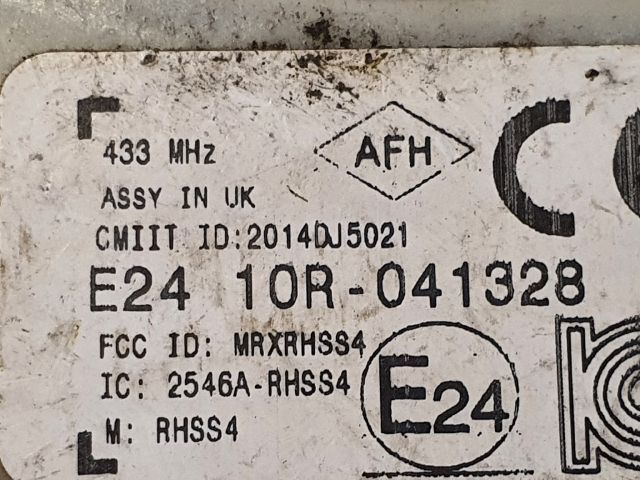 433 MHz
AFH
CE
ASSY IN UK
CMIIT ID:2014DJ5021
E24 10R-041328
FCC ID: MRXRHSS4
IC: 2546A-RHSS4
E24
M: RHSS4